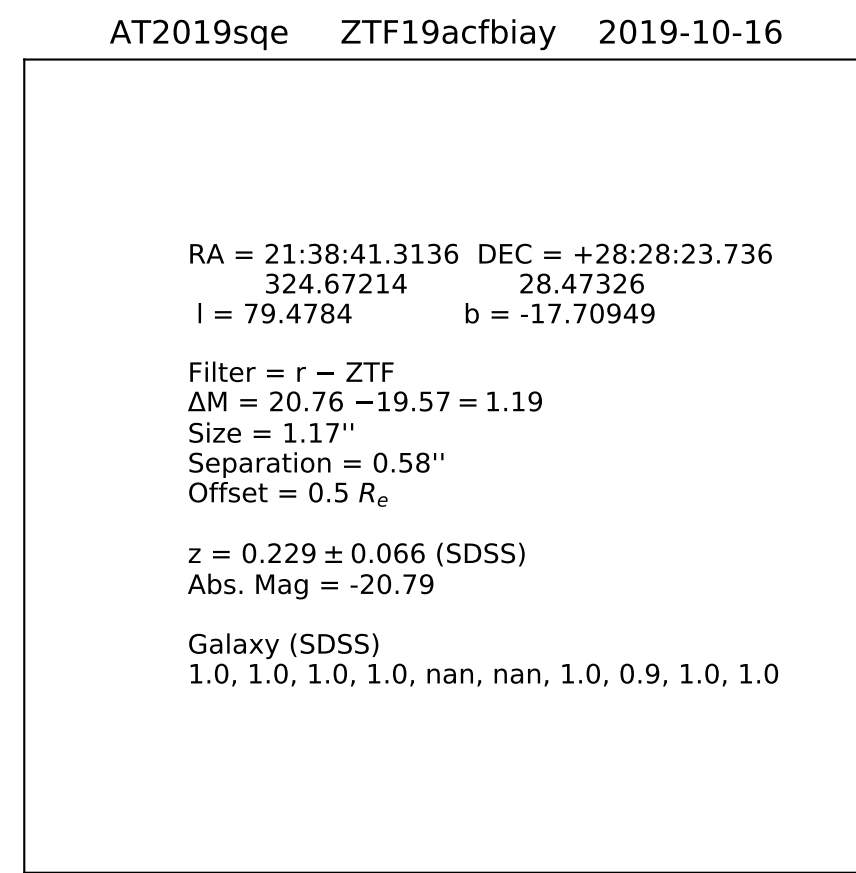 AT2019sqe ZTF19acfbiay 2019-10-16
RA = 21:38:41.3136 DEC = +28:28:23.736
324.67214 28.47326
l = 79.4784 b = -17.70949
Filter = r − ZTF
ΔM = 20.76 −19.57 = 1.19
Size = 1.17''
Separation = 0.58''
Offset = 0.5 Re
z = 0.229 ± 0.066 (SDSS)
Abs. Mag = -20.79
Galaxy (SDSS)
1.0, 1.0, 1.0, 1.0, nan, nan, 1.0, 0.9, 1.0, 1.0